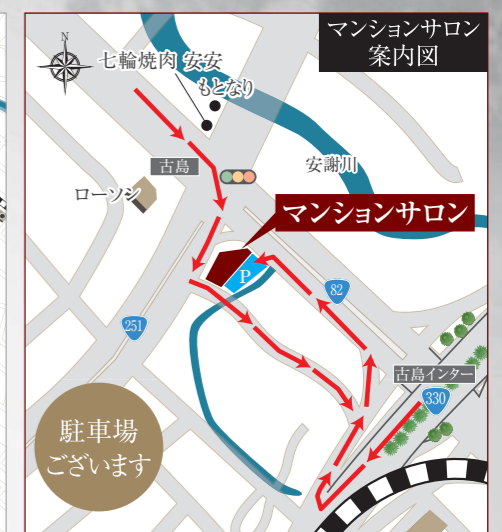 マンションサロン
案内図
N
七輪焼肉 安安
もとなり
古島
安謝川
ローソン
マンションサロン
P
82
251
古島インター
330
駐車場
ございます